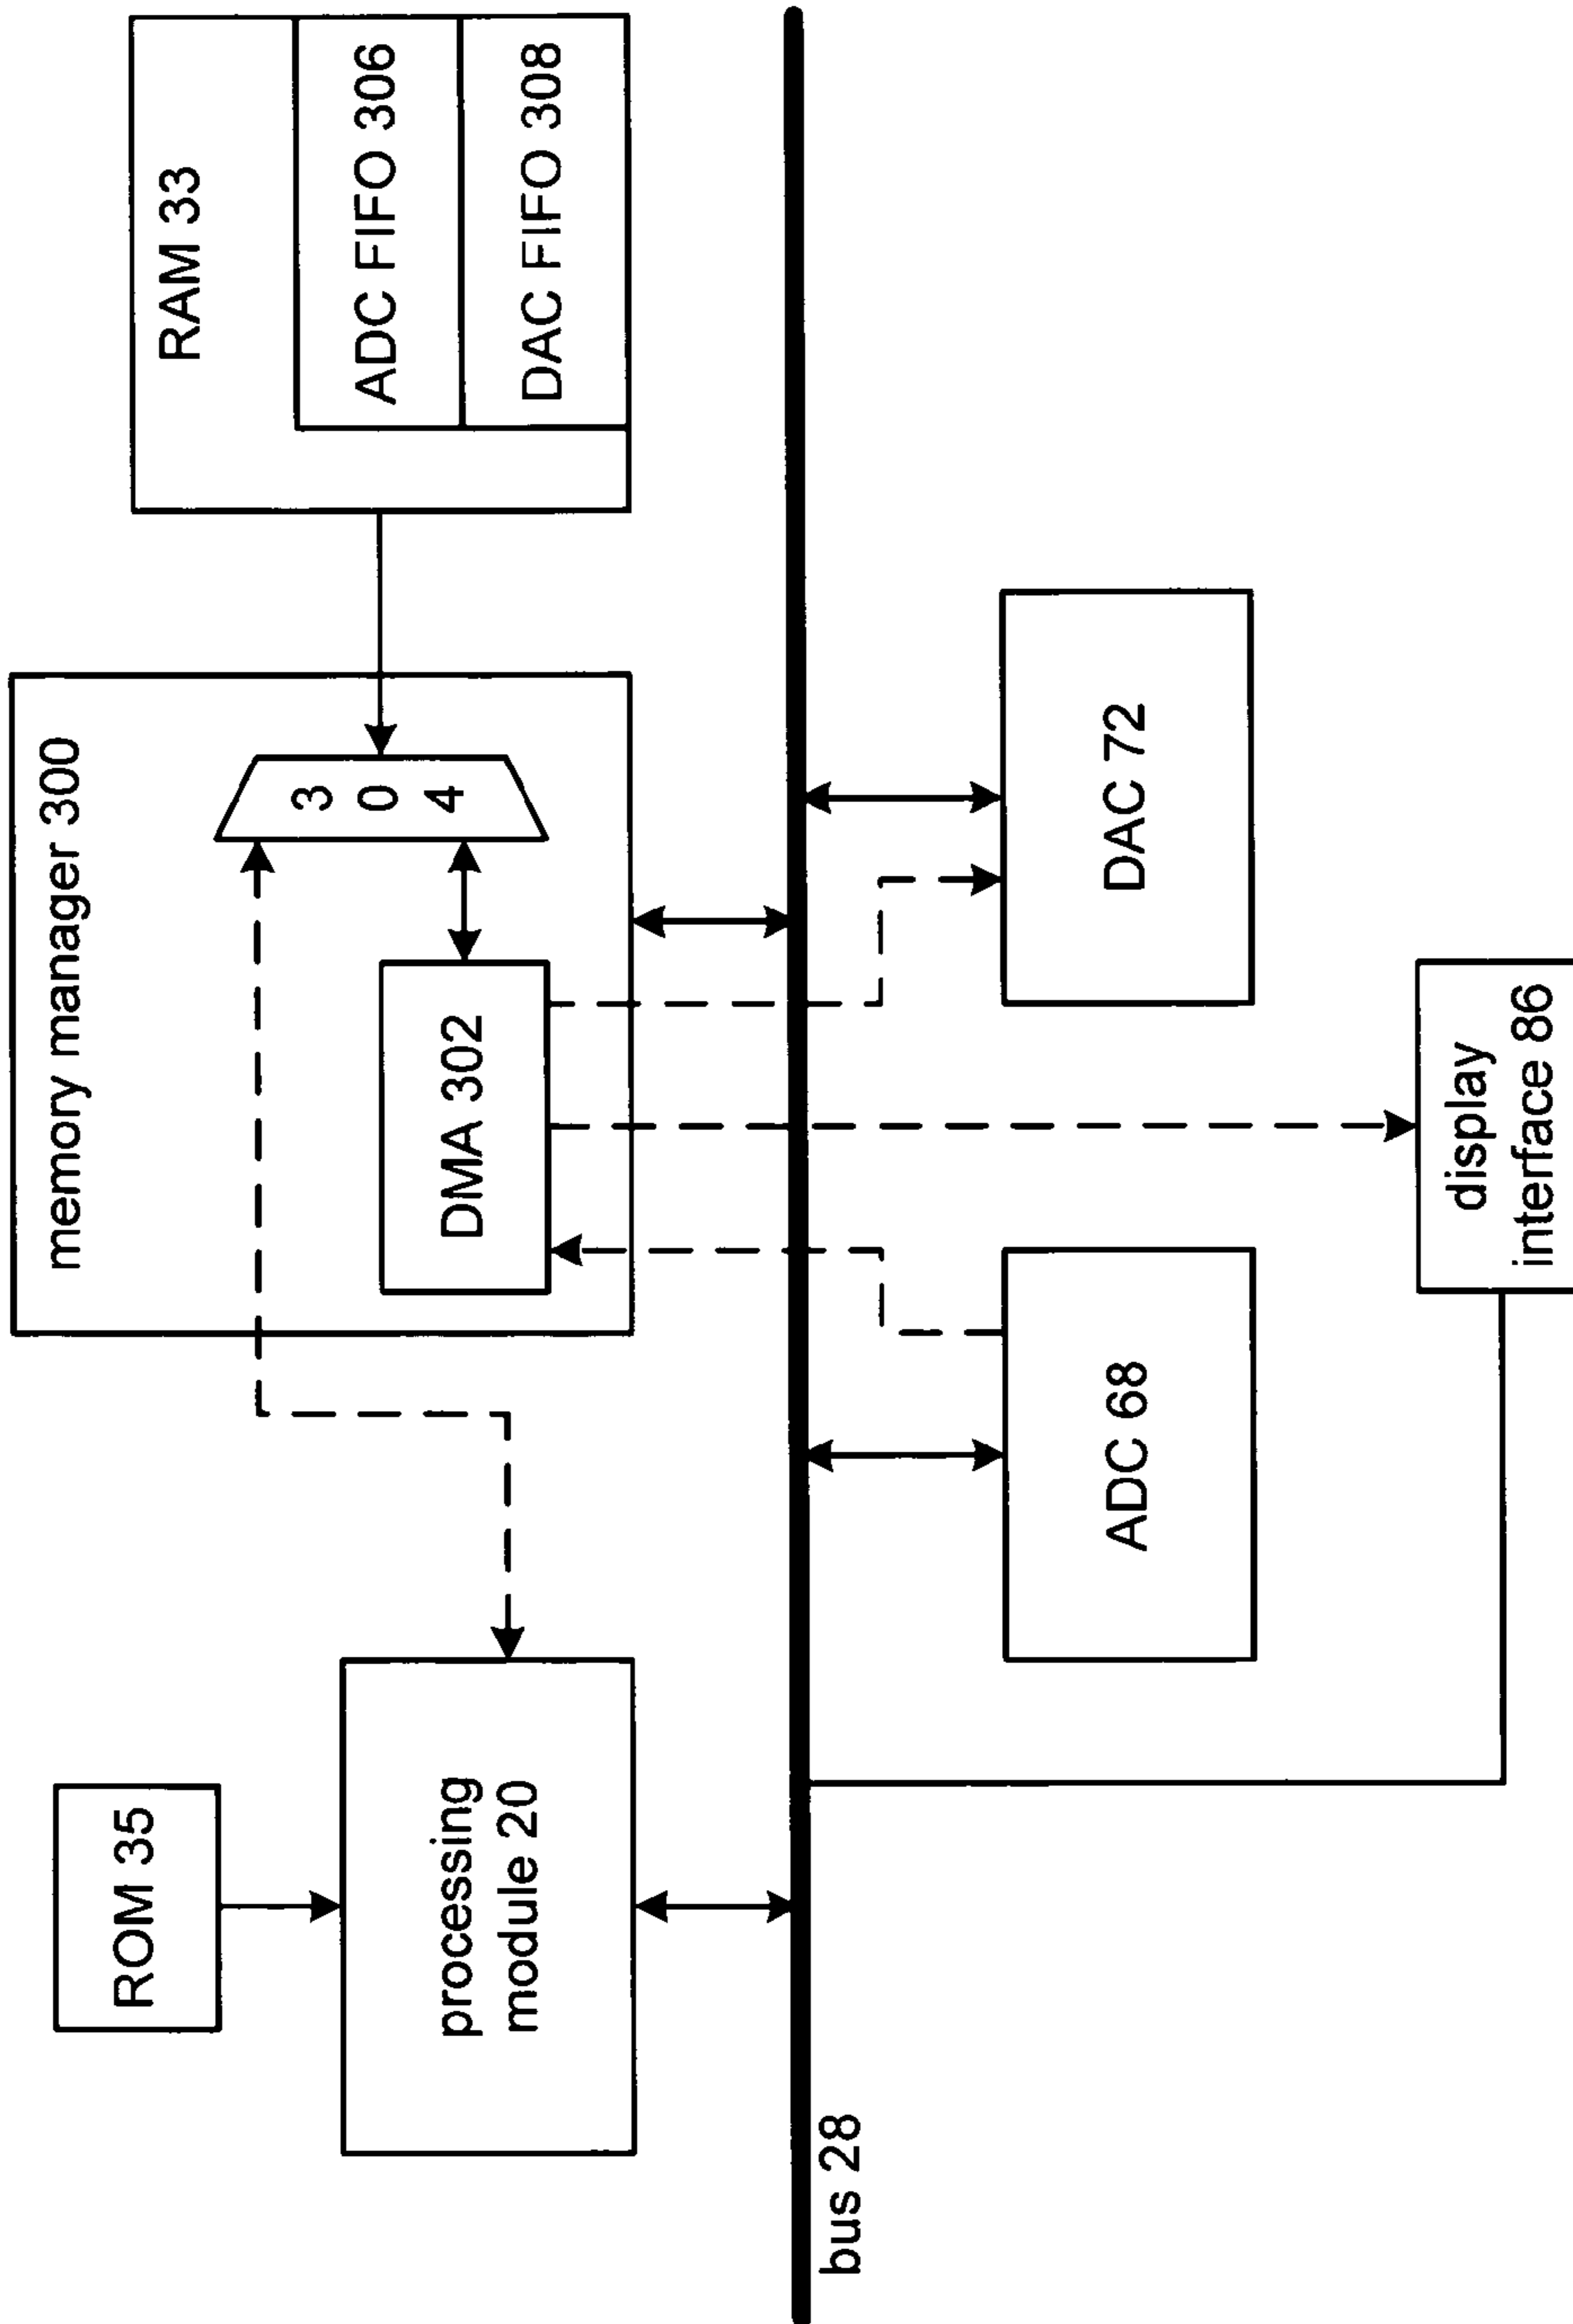 ROM 35
processing
module 20
memory manager 300
DMA 302
3
0
4
RAM 33
ADC FIFO 306
DAC FIFO 308
bus 28
ADC 68
DAC 72
display
interface 86